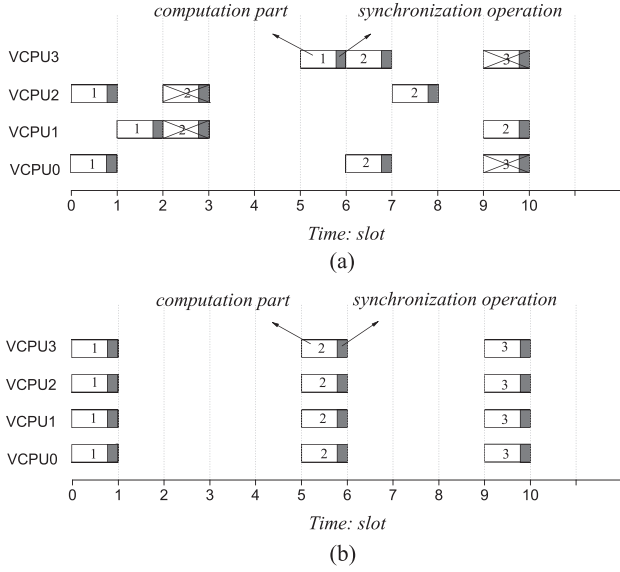 computation part synchronization operation
VCPU3 1 2 3
VCPU2 1 2 2
VCPU1 1 2 2
VCPU0 1 2 3
0 1 2 3 4 5 6 7 8 9 10
Time: slot
(a)
computation part synchronization operation
VCPU3 1 2 3
VCPU2 1 2 3
VCPU1 1 2 3
VCPU0 1 2 3
0 1 2 3 4 5 6 7 8 9 10
Time: slot
(b)